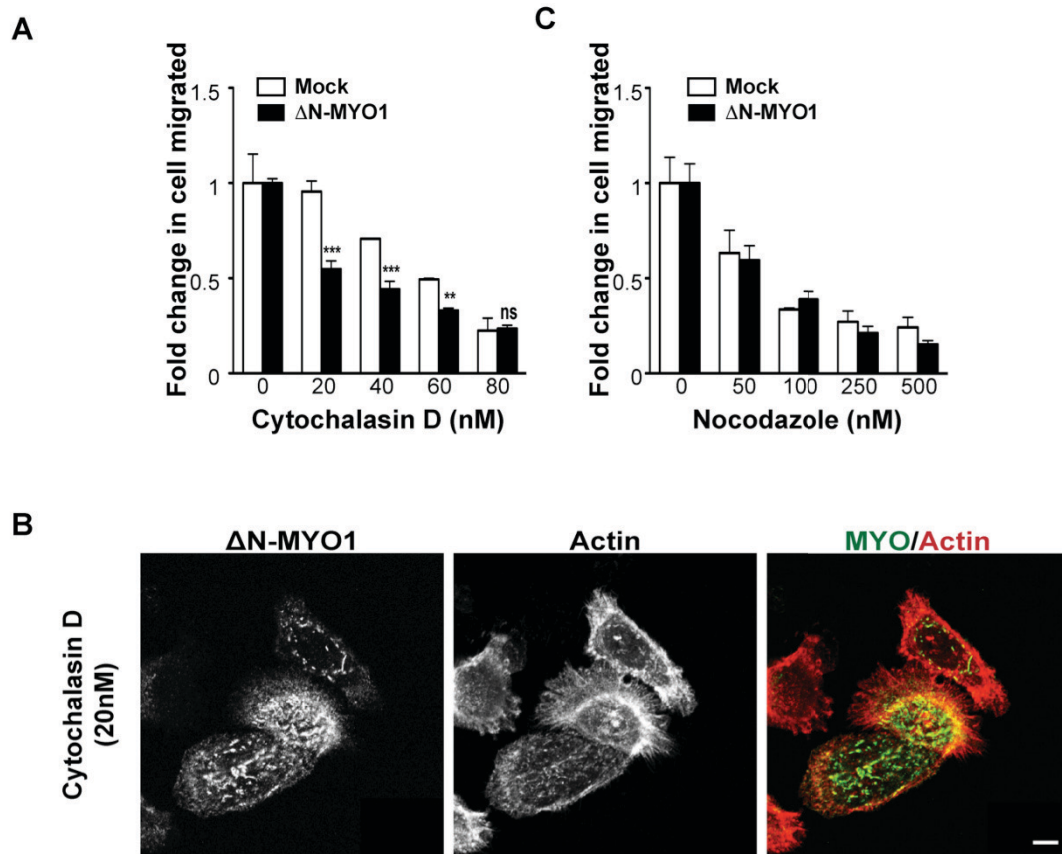 A
Fold change in cell migrated
1.5
1
0.5
0
Mock
ΔN-MYO1
***
***
**
ns
0 20 40 60 80
Cytochalasin D (nM)
C
Fold change in cell migrated
1.5
1
0.5
0
Mock
ΔN-MYO1
0 50 100 250 500
Nocodazole (nM)
B
Cytochalasin D
(20nM)
ΔN-MYO1
Actin
MYO/Actin